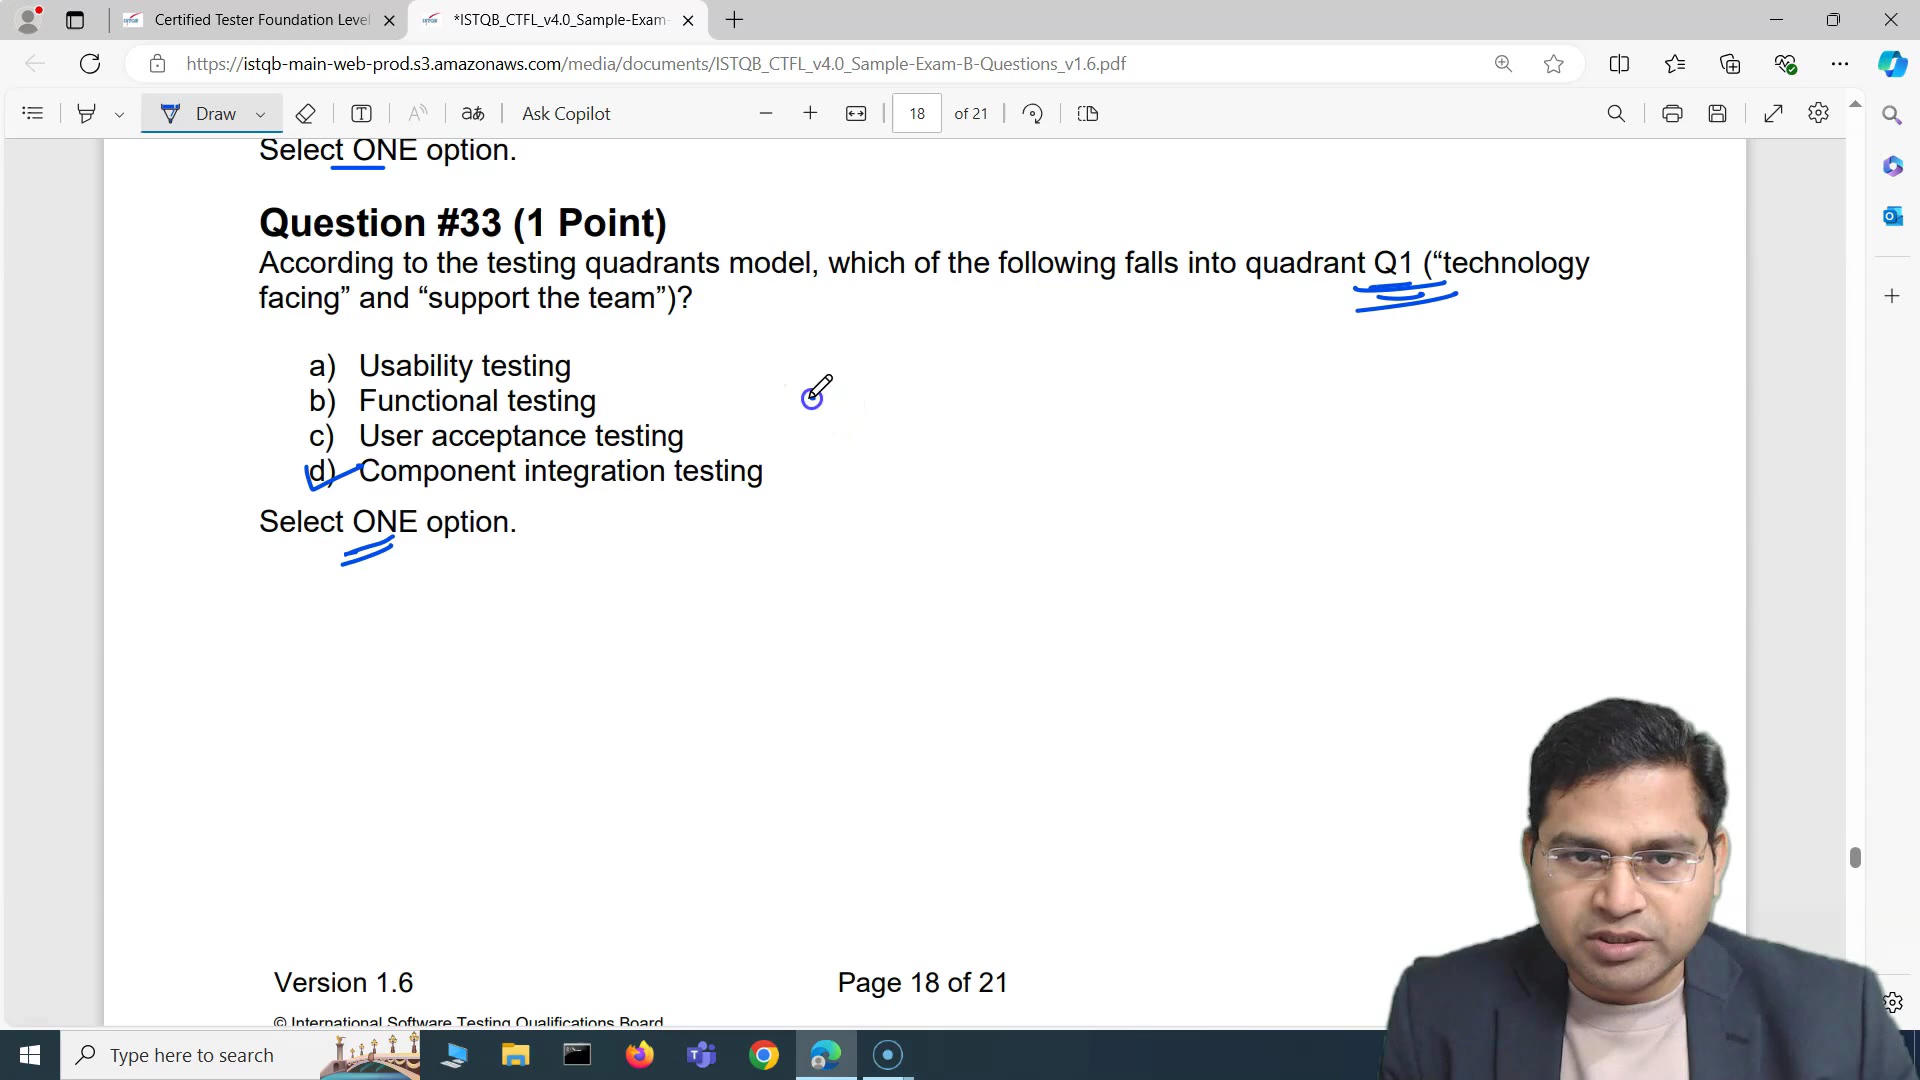 Certified Tester Foundation Level
*ISTQB_CTFL_v4.0_Sample-Exam-
https://istqb-main-web-prod.s3.amazonaws.com/media/documents/ISTQB_CTFL_v4.0_Sample-Exam-B-Questions_v1.6.pdf
Draw
Ask Copilot
18
of 21
Select ONE option.
Question #33 (1 Point)
According to the testing quadrants model, which of the following falls into quadrant Q1 (“technology
facing” and “support the team”)?
a) Usability testing
b) Functional testing
c) User acceptance testing
d) Component integration testing
Select ONE option.
Version 1.6
Page 18 of 21
© International Software Testing Qualifications Board
Type here to search